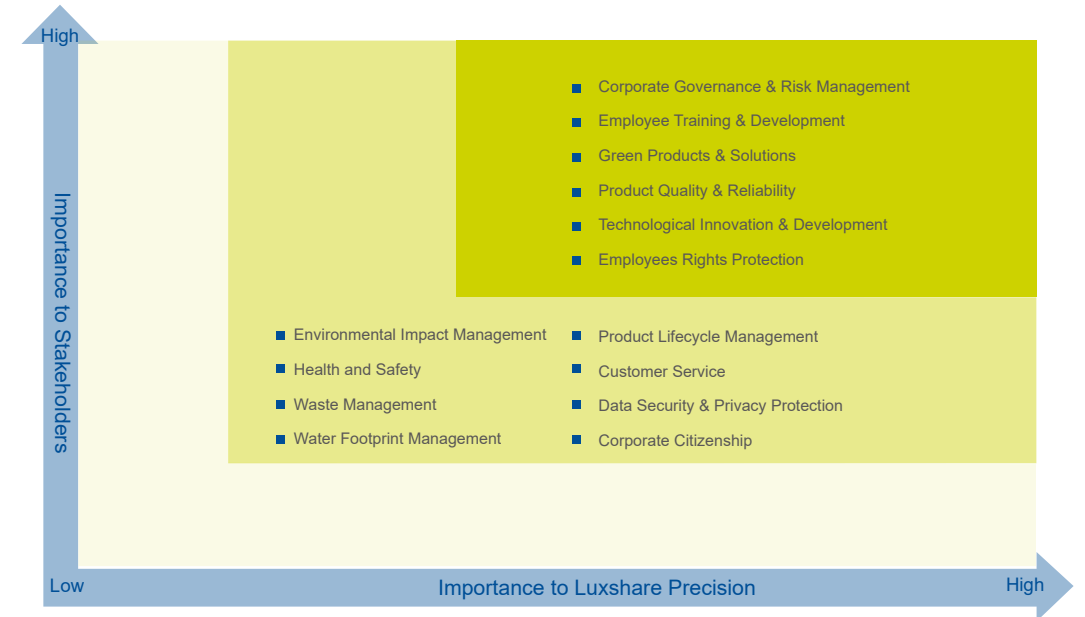 High
Corporate Governance & Risk Management
Employee Training & Development
Green Products & Solutions
Product Quality & Reliability
Technological Innovation & Development
Employees Rights Protection
Importance to Stakeholders
Environmental Impact Management
Health and Safety
Waste Management
Water Footprint Management
Product Lifecycle Management
Customer Service
Data Security & Privacy Protection
Corporate Citizenship
Low
Importance to Luxshare Precision
High